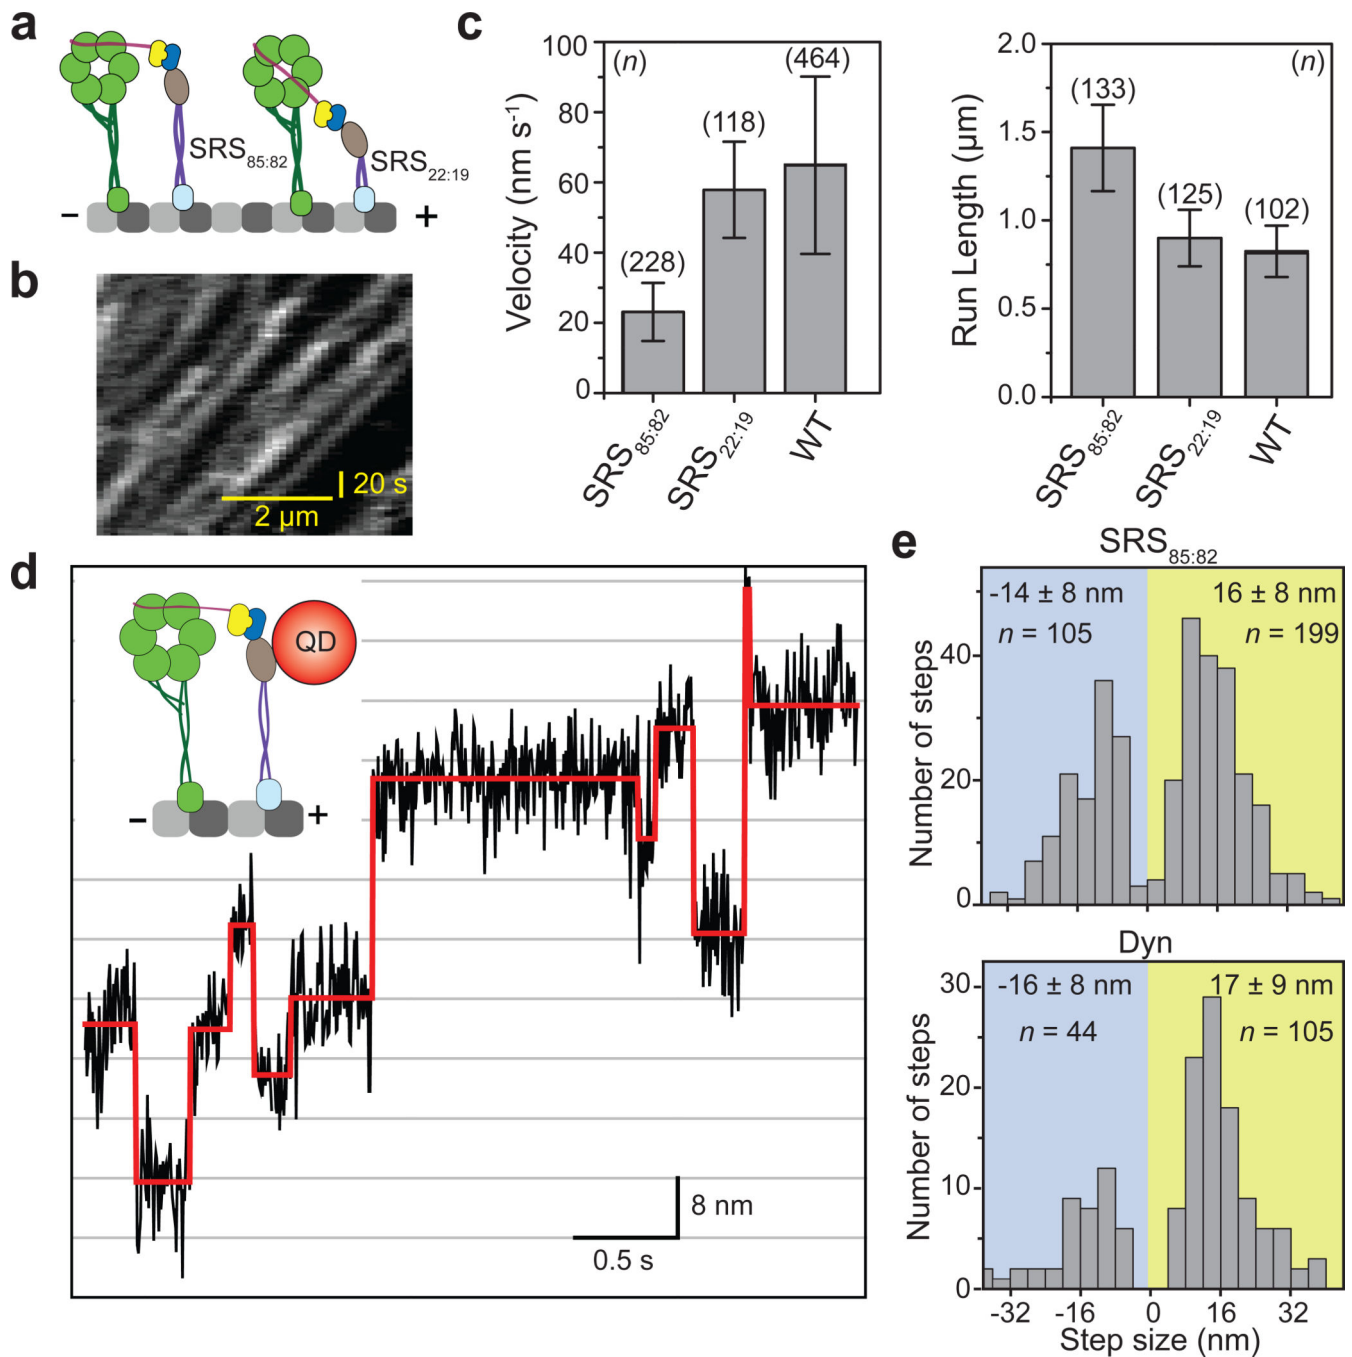 a
SRS85:82
SRS22:19
-
+
b
20 s
2 µm
c
Velocity (nm s-1)
100
80
60
40
20
0
(n)
(228)
(118)
(464)
SRS85:82
SRS22:19
WT
Run Length (µm)
2.0
1.5
1.0
0.5
0.0
(n)
(133)
(125)
(102)
SRS85:82
SRS22:19
WT
d
QD
-
+
8 nm
0.5 s
e
SRS85:82
-14 ± 8 nm
n = 105
16 ± 8 nm
n = 199
Number of steps
40
20
0
Dyn
-16 ± 8 nm
n = 44
17 ± 9 nm
n = 105
Number of steps
30
20
10
0
-32
-16
0
16
32
Step size (nm)